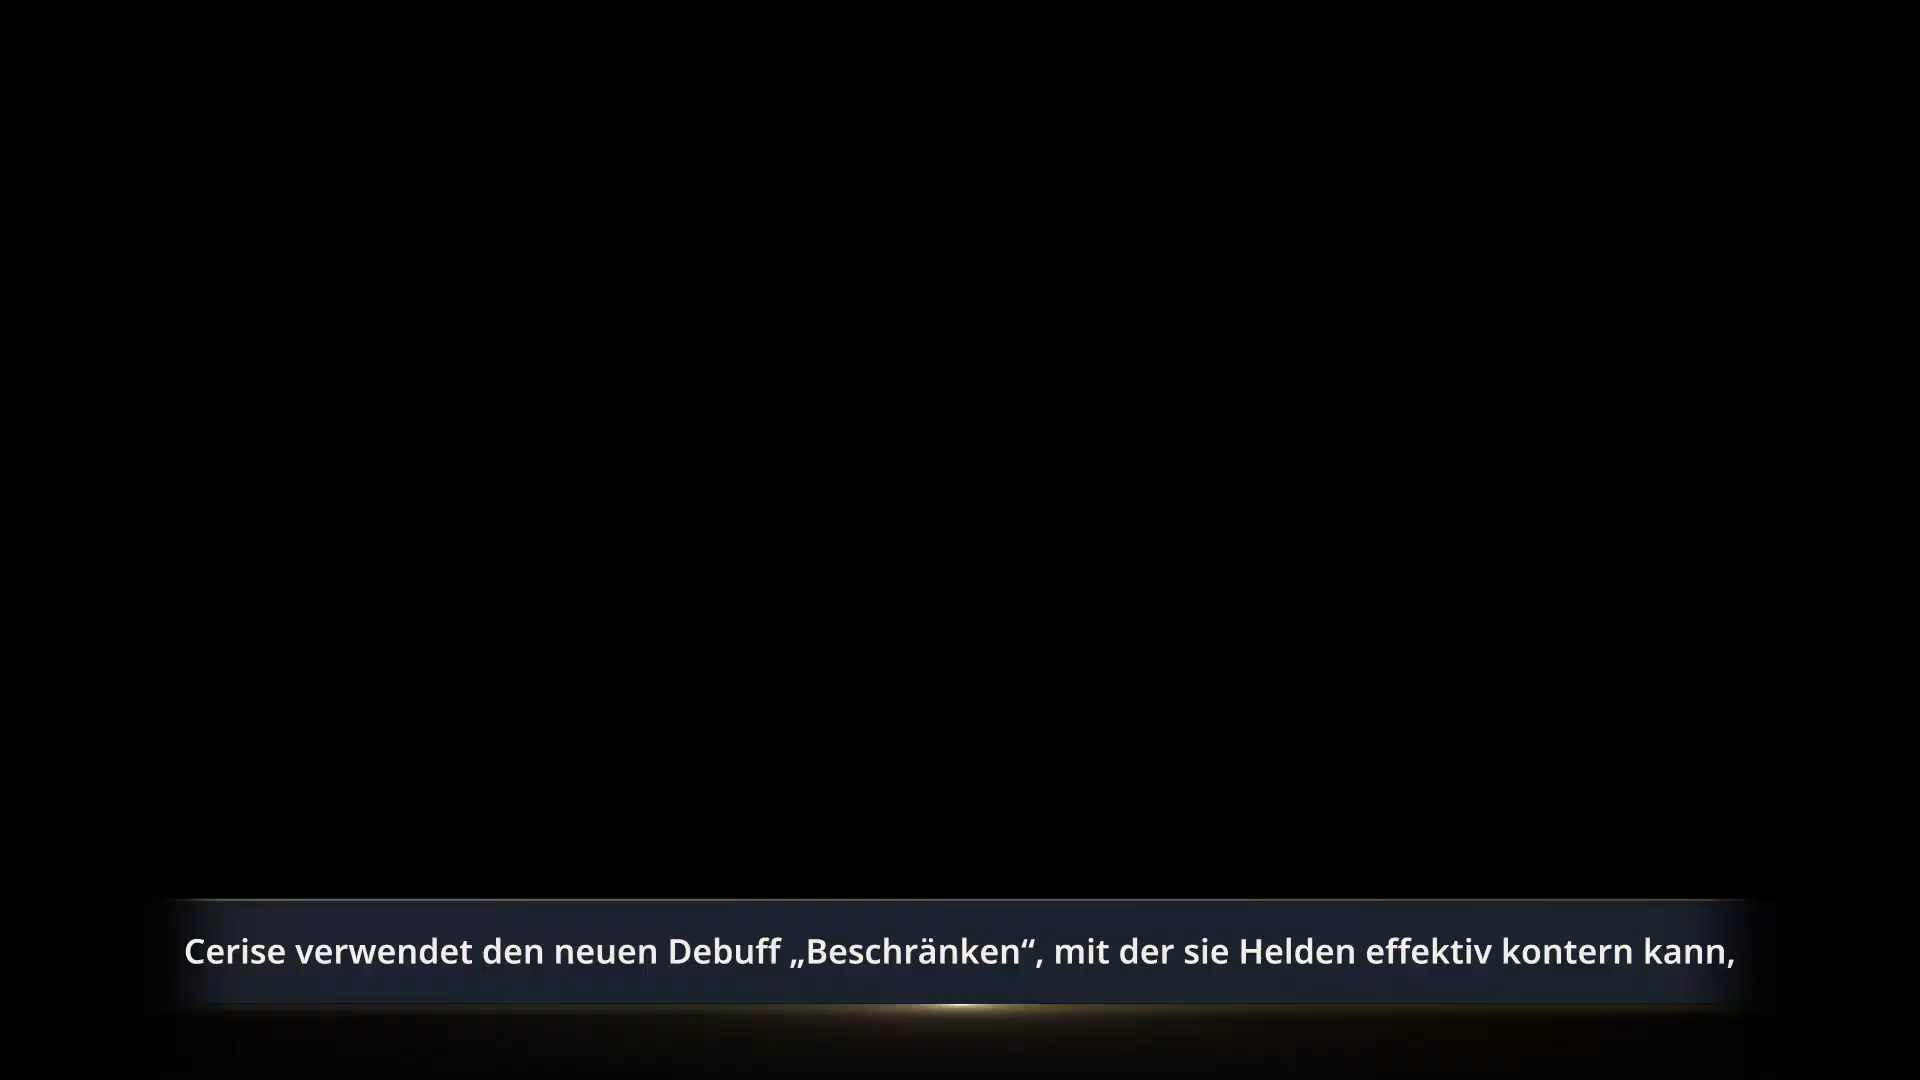 Cerise verwendet den neuen Debuff „Beschränken“, mit der sie Helden effektiv kontern kann,